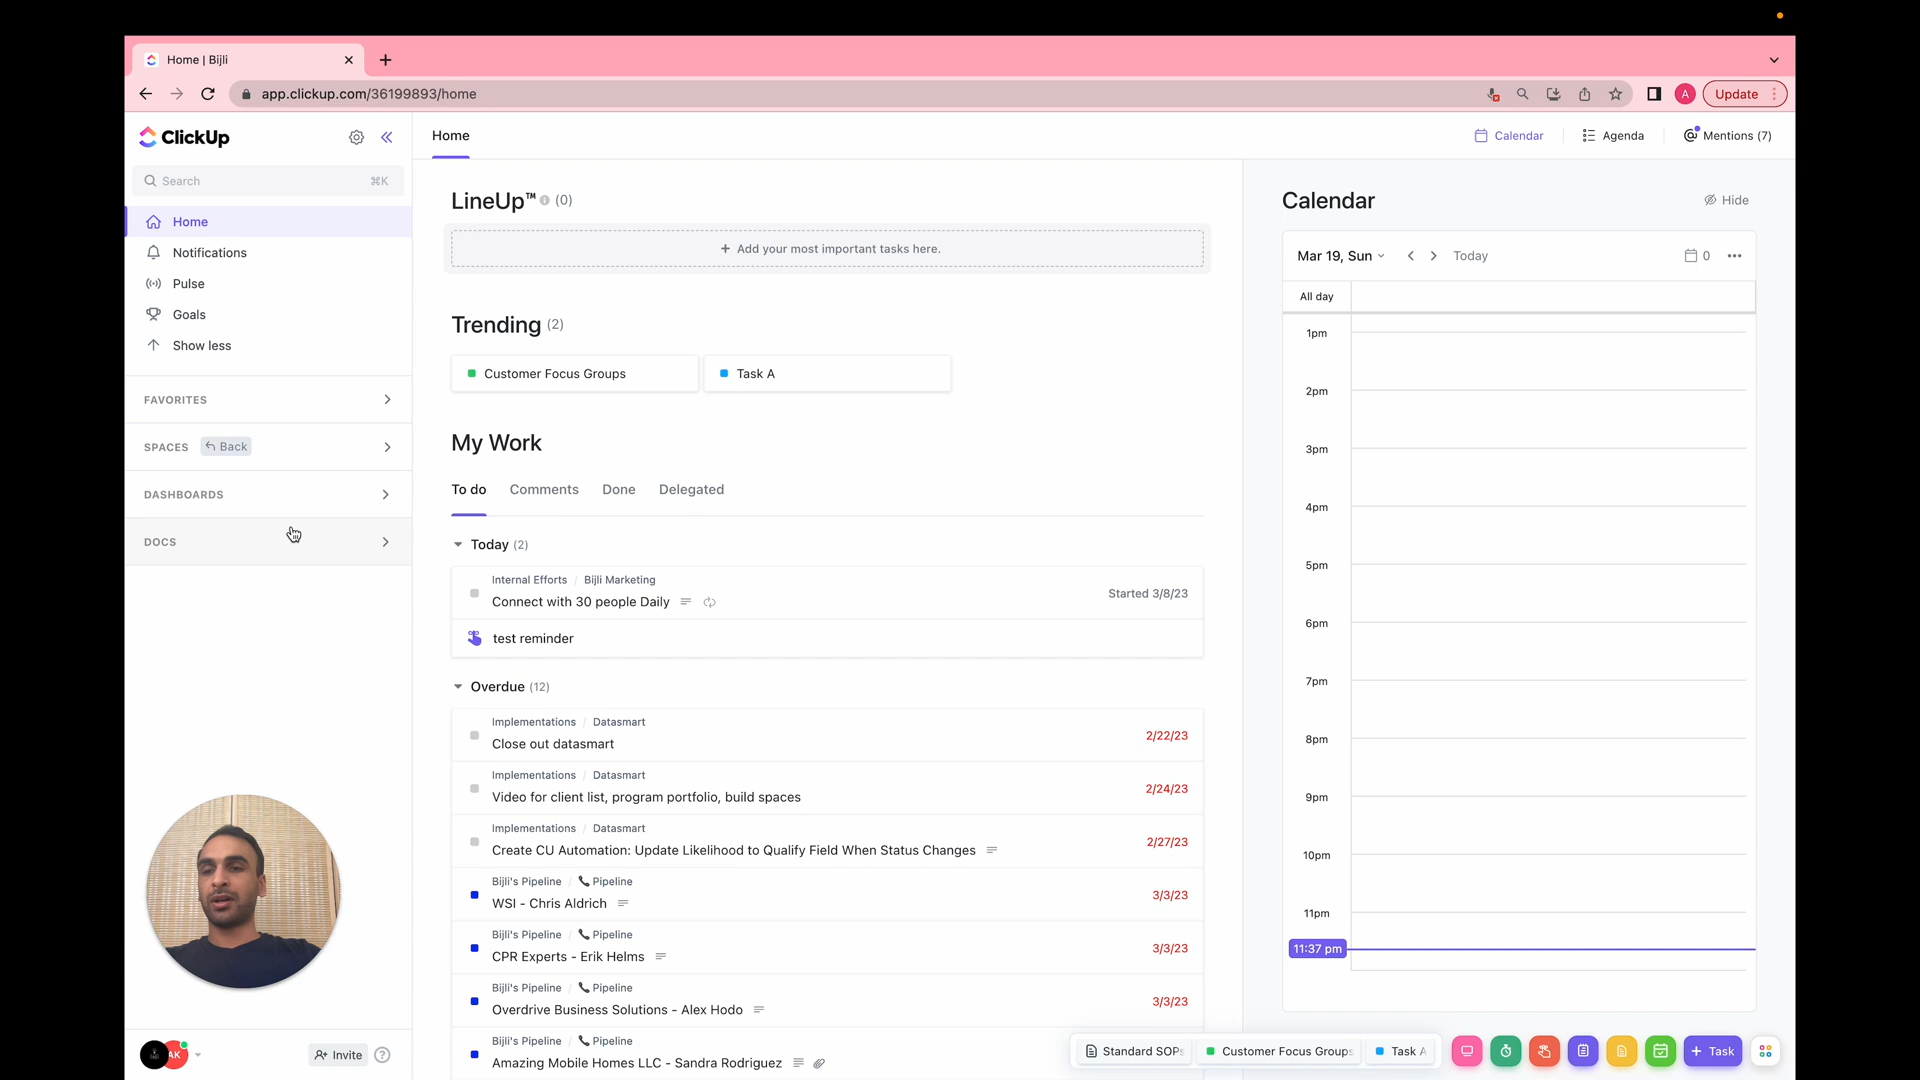 Home | Bijli
app.clickup.com/36199893/home
A
Update
ClickUp
Search
⌘K
Home
Notifications
Pulse
Goals
Show less
FAVORITES
SPACES
Back
DASHBOARDS
DOCS
AK
Invite
?
Home
Calendar
Agenda
Mentions (7)
LineUp™ (0)
+ Add your most important tasks here.
Trending (2)
Customer Focus Groups
Task A
My Work
To do
Comments
Done
Delegated
Today (2)
Internal Efforts / Bijli Marketing
Connect with 30 people Daily
Started 3/8/23
test reminder
Overdue (12)
Implementations / Datasmart
Close out datasmart
2/22/23
Implementations / Datasmart
Video for client list, program portfolio, build spaces
2/24/23
Implementations / Datasmart
Create CU Automation: Update Likelihood to Qualify Field When Status Changes
2/27/23
Bijli's Pipeline / Pipeline
WSI - Chris Aldrich
3/3/23
Bijli's Pipeline / Pipeline
CPR Experts - Erik Helms
3/3/23
Bijli's Pipeline / Pipeline
Overdrive Business Solutions - Alex Hodo
3/3/23
Bijli's Pipeline / Pipeline
Amazing Mobile Homes LLC - Sandra Rodriguez
Calendar
Hide
Mar 19, Sun
Today
0
All day
1pm
2pm
3pm
4pm
5pm
6pm
7pm
8pm
9pm
10pm
11pm
11:37 pm
Standard SOPs
Customer Focus Groups
Task A
+ Task